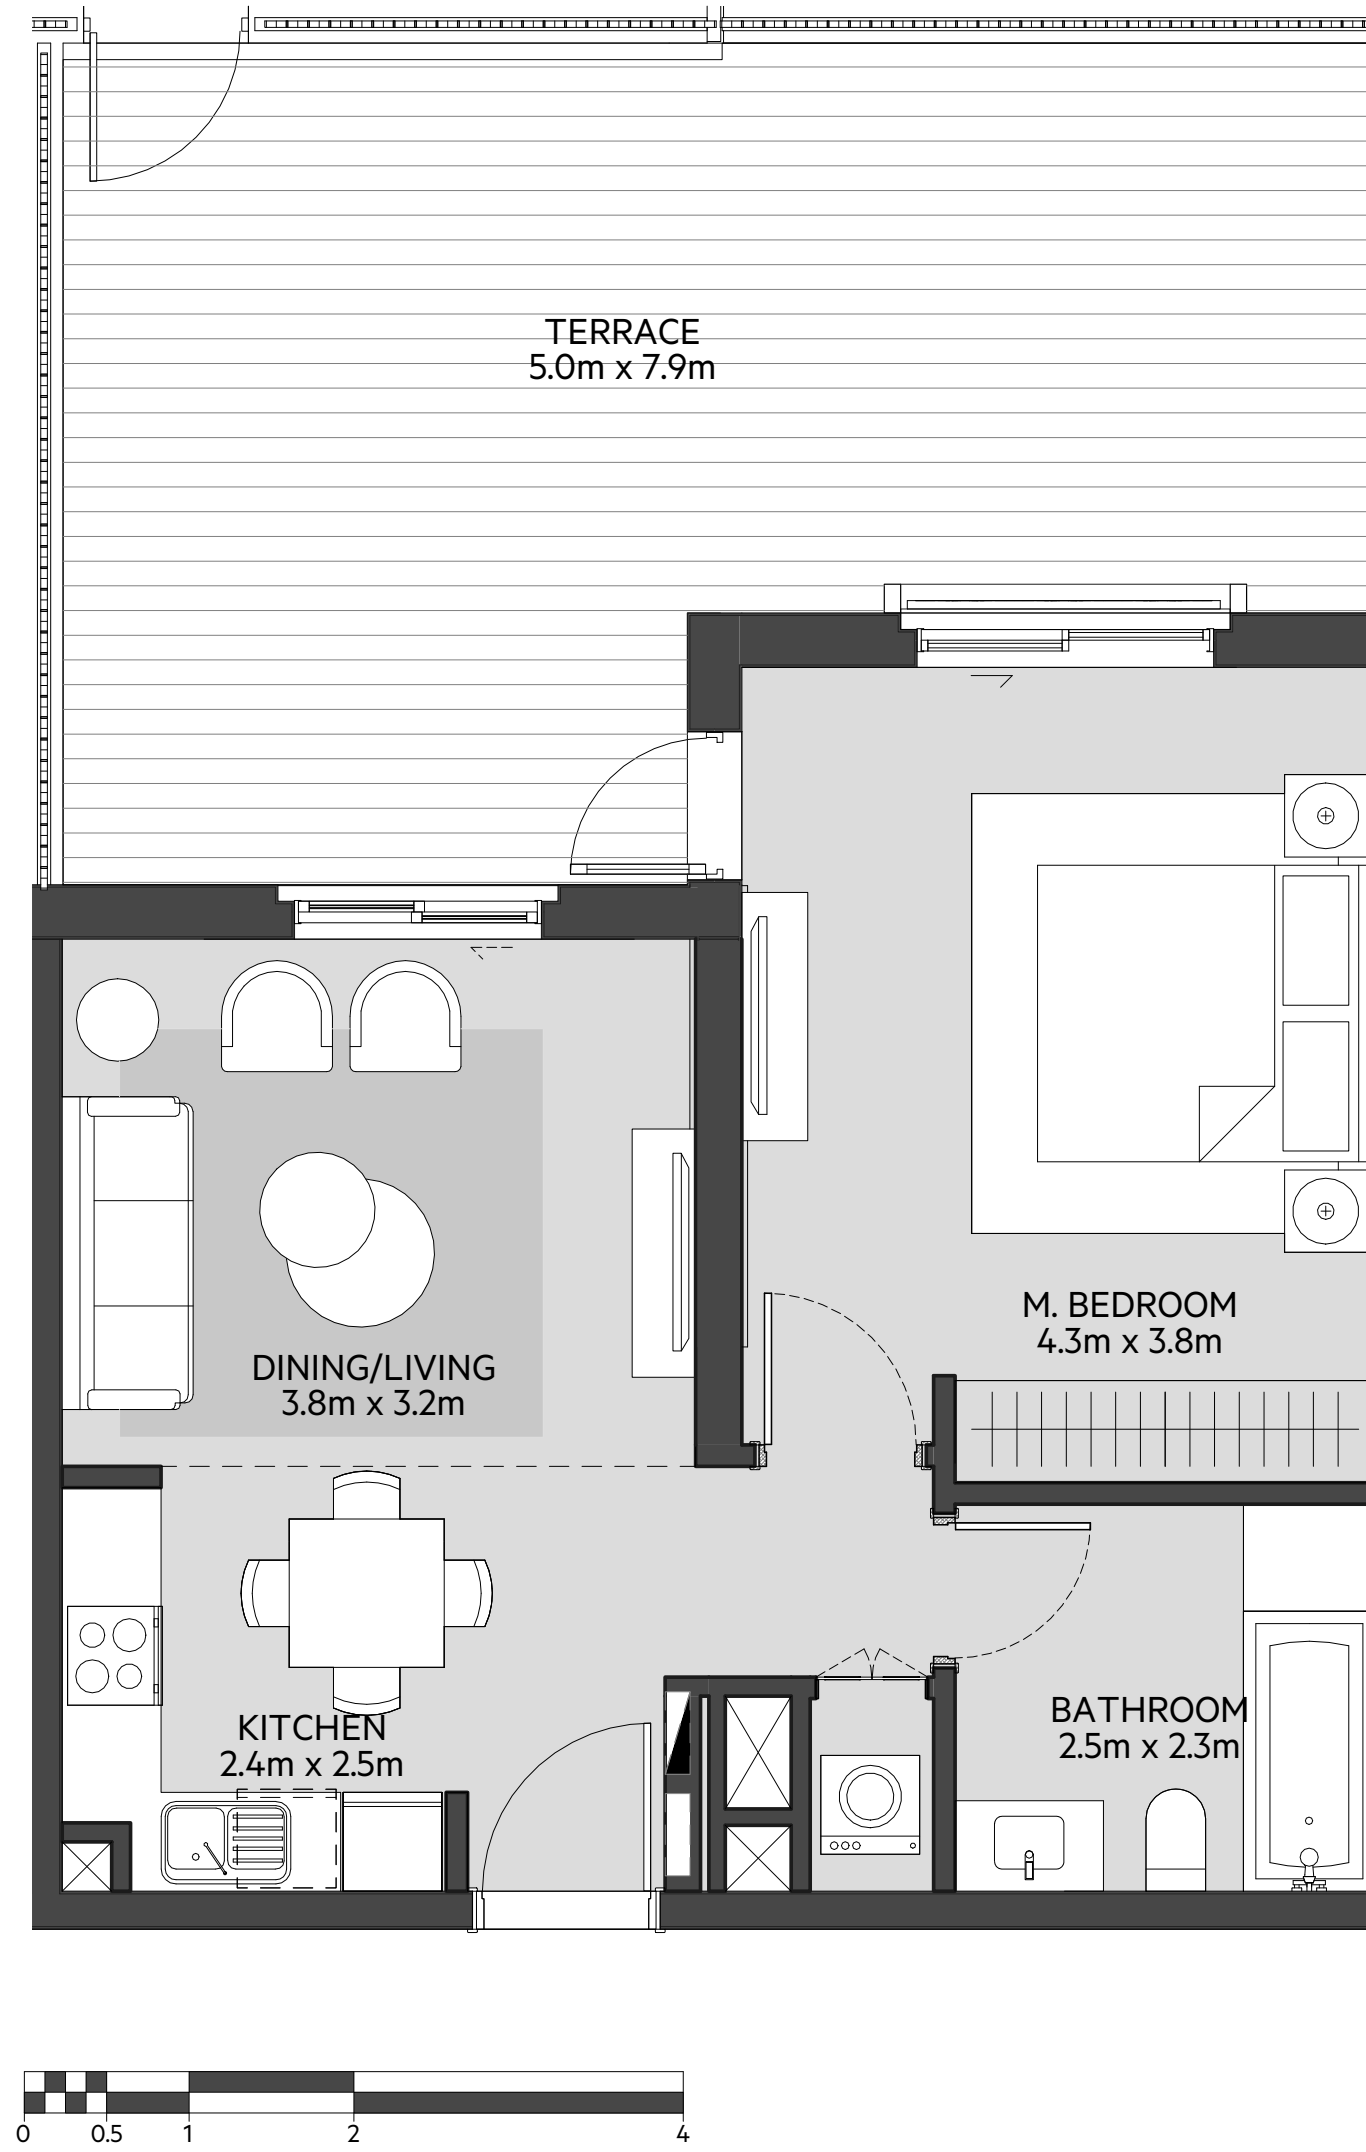 TERRACE
5.0m x 7.9m
M. BEDROOM
4.3m x 3.8m
DINING/LIVING
3.8m x 3.2m
BATHROOM
2.5m x 2.3m
KITCHEN
2.4m x 2.5m
0 0.5 1 2 4